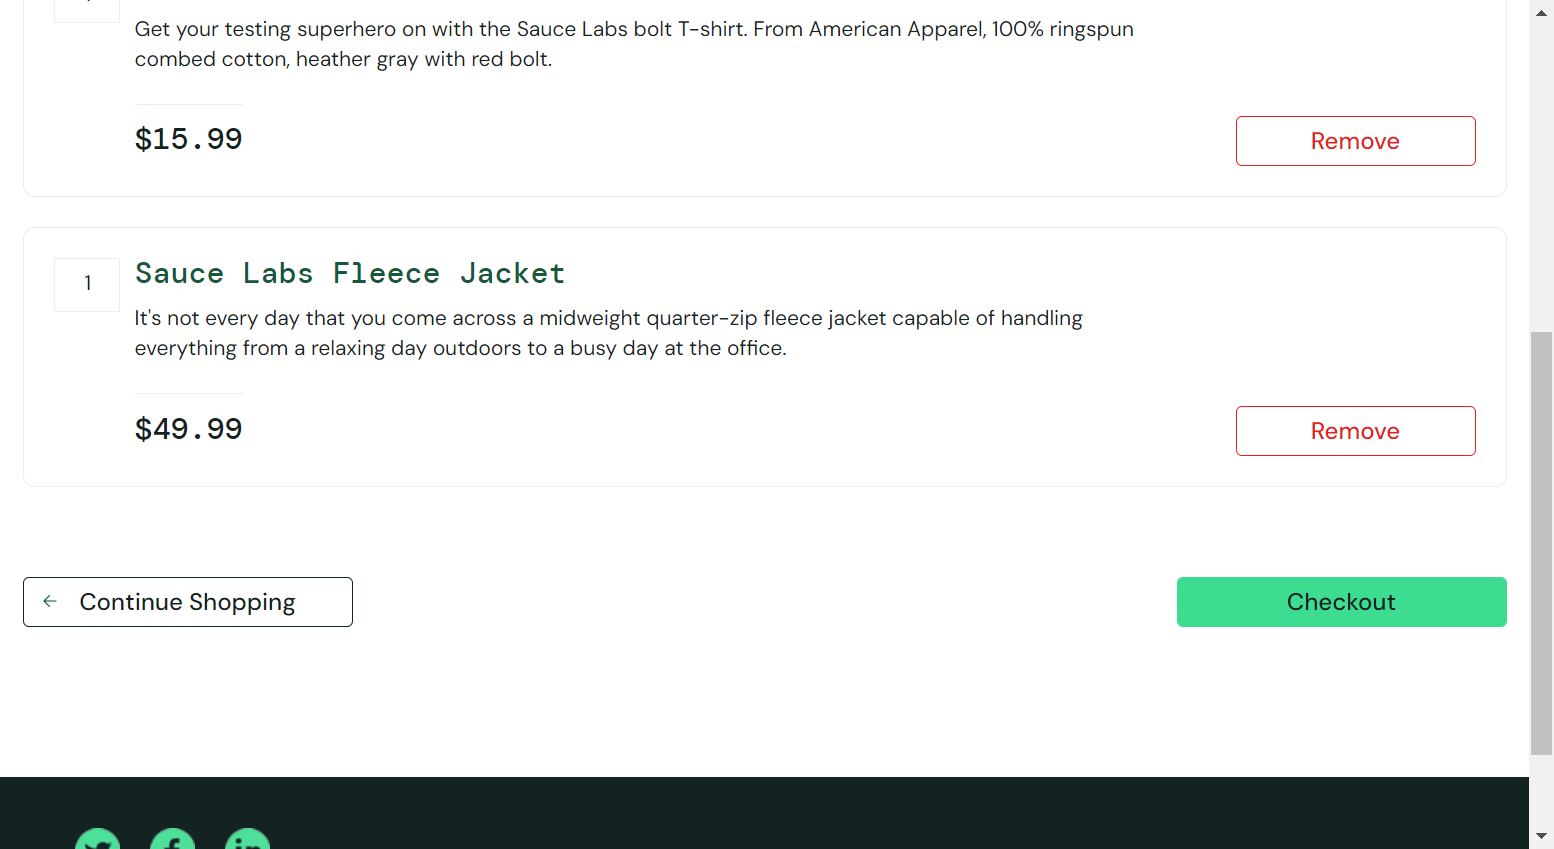 Get your testing superhero on with the Sauce Labs bolt T-shirt. From American Apparel, 100% ringspun
combed cotton, heather gray with red bolt.
$15.99
Remove
1
Sauce Labs Fleece Jacket
It's not every day that you come across a midweight quarter-zip fleece jacket capable of handling
everything from a relaxing day outdoors to a busy day at the office.
$49.99
Remove
Continue Shopping
Checkout